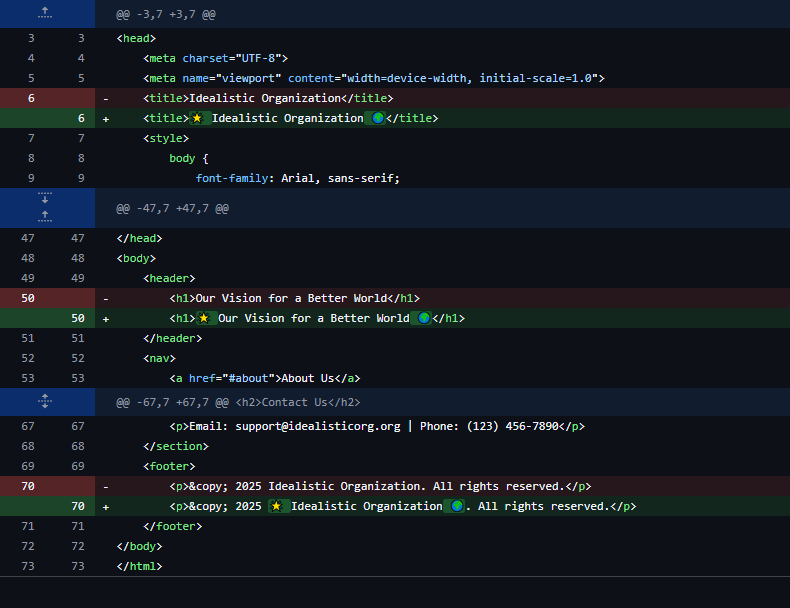 @@ -3,7 +3,7 @@
3 3 <head>
4 4 <meta charset="UTF-8">
5 5 <meta name="viewport" content="width=device-width, initial-scale=1.0">
6 - <title>Idealistic Organization</title>
6 + <title>⭐ Idealistic Organization 🌍</title>
7 7 <style>
8 8 body {
9 9 font-family: Arial, sans-serif;
@@ -47,7 +47,7 @@
47 47 </head>
48 48 <body>
49 49 <header>
50 - <h1>Our Vision for a Better World</h1>
50 + <h1>⭐ Our Vision for a Better World 🌍</h1>
51 51 </header>
52 52 <nav>
53 53 <a href="#about">About Us</a>
@@ -67,7 +67,7 @@ <h2>Contact Us</h2>
67 67 <p>Email: support@idealisticorg.org | Phone: (123) 456-7890</p>
68 68 </section>
69 69 <footer>
70 - <p>&copy; 2025 Idealistic Organization. All rights reserved.</p>
70 + <p>&copy; 2025 ⭐ Idealistic Organization 🌍. All rights reserved.</p>
71 71 </footer>
72 72 </body>
73 73 </html>